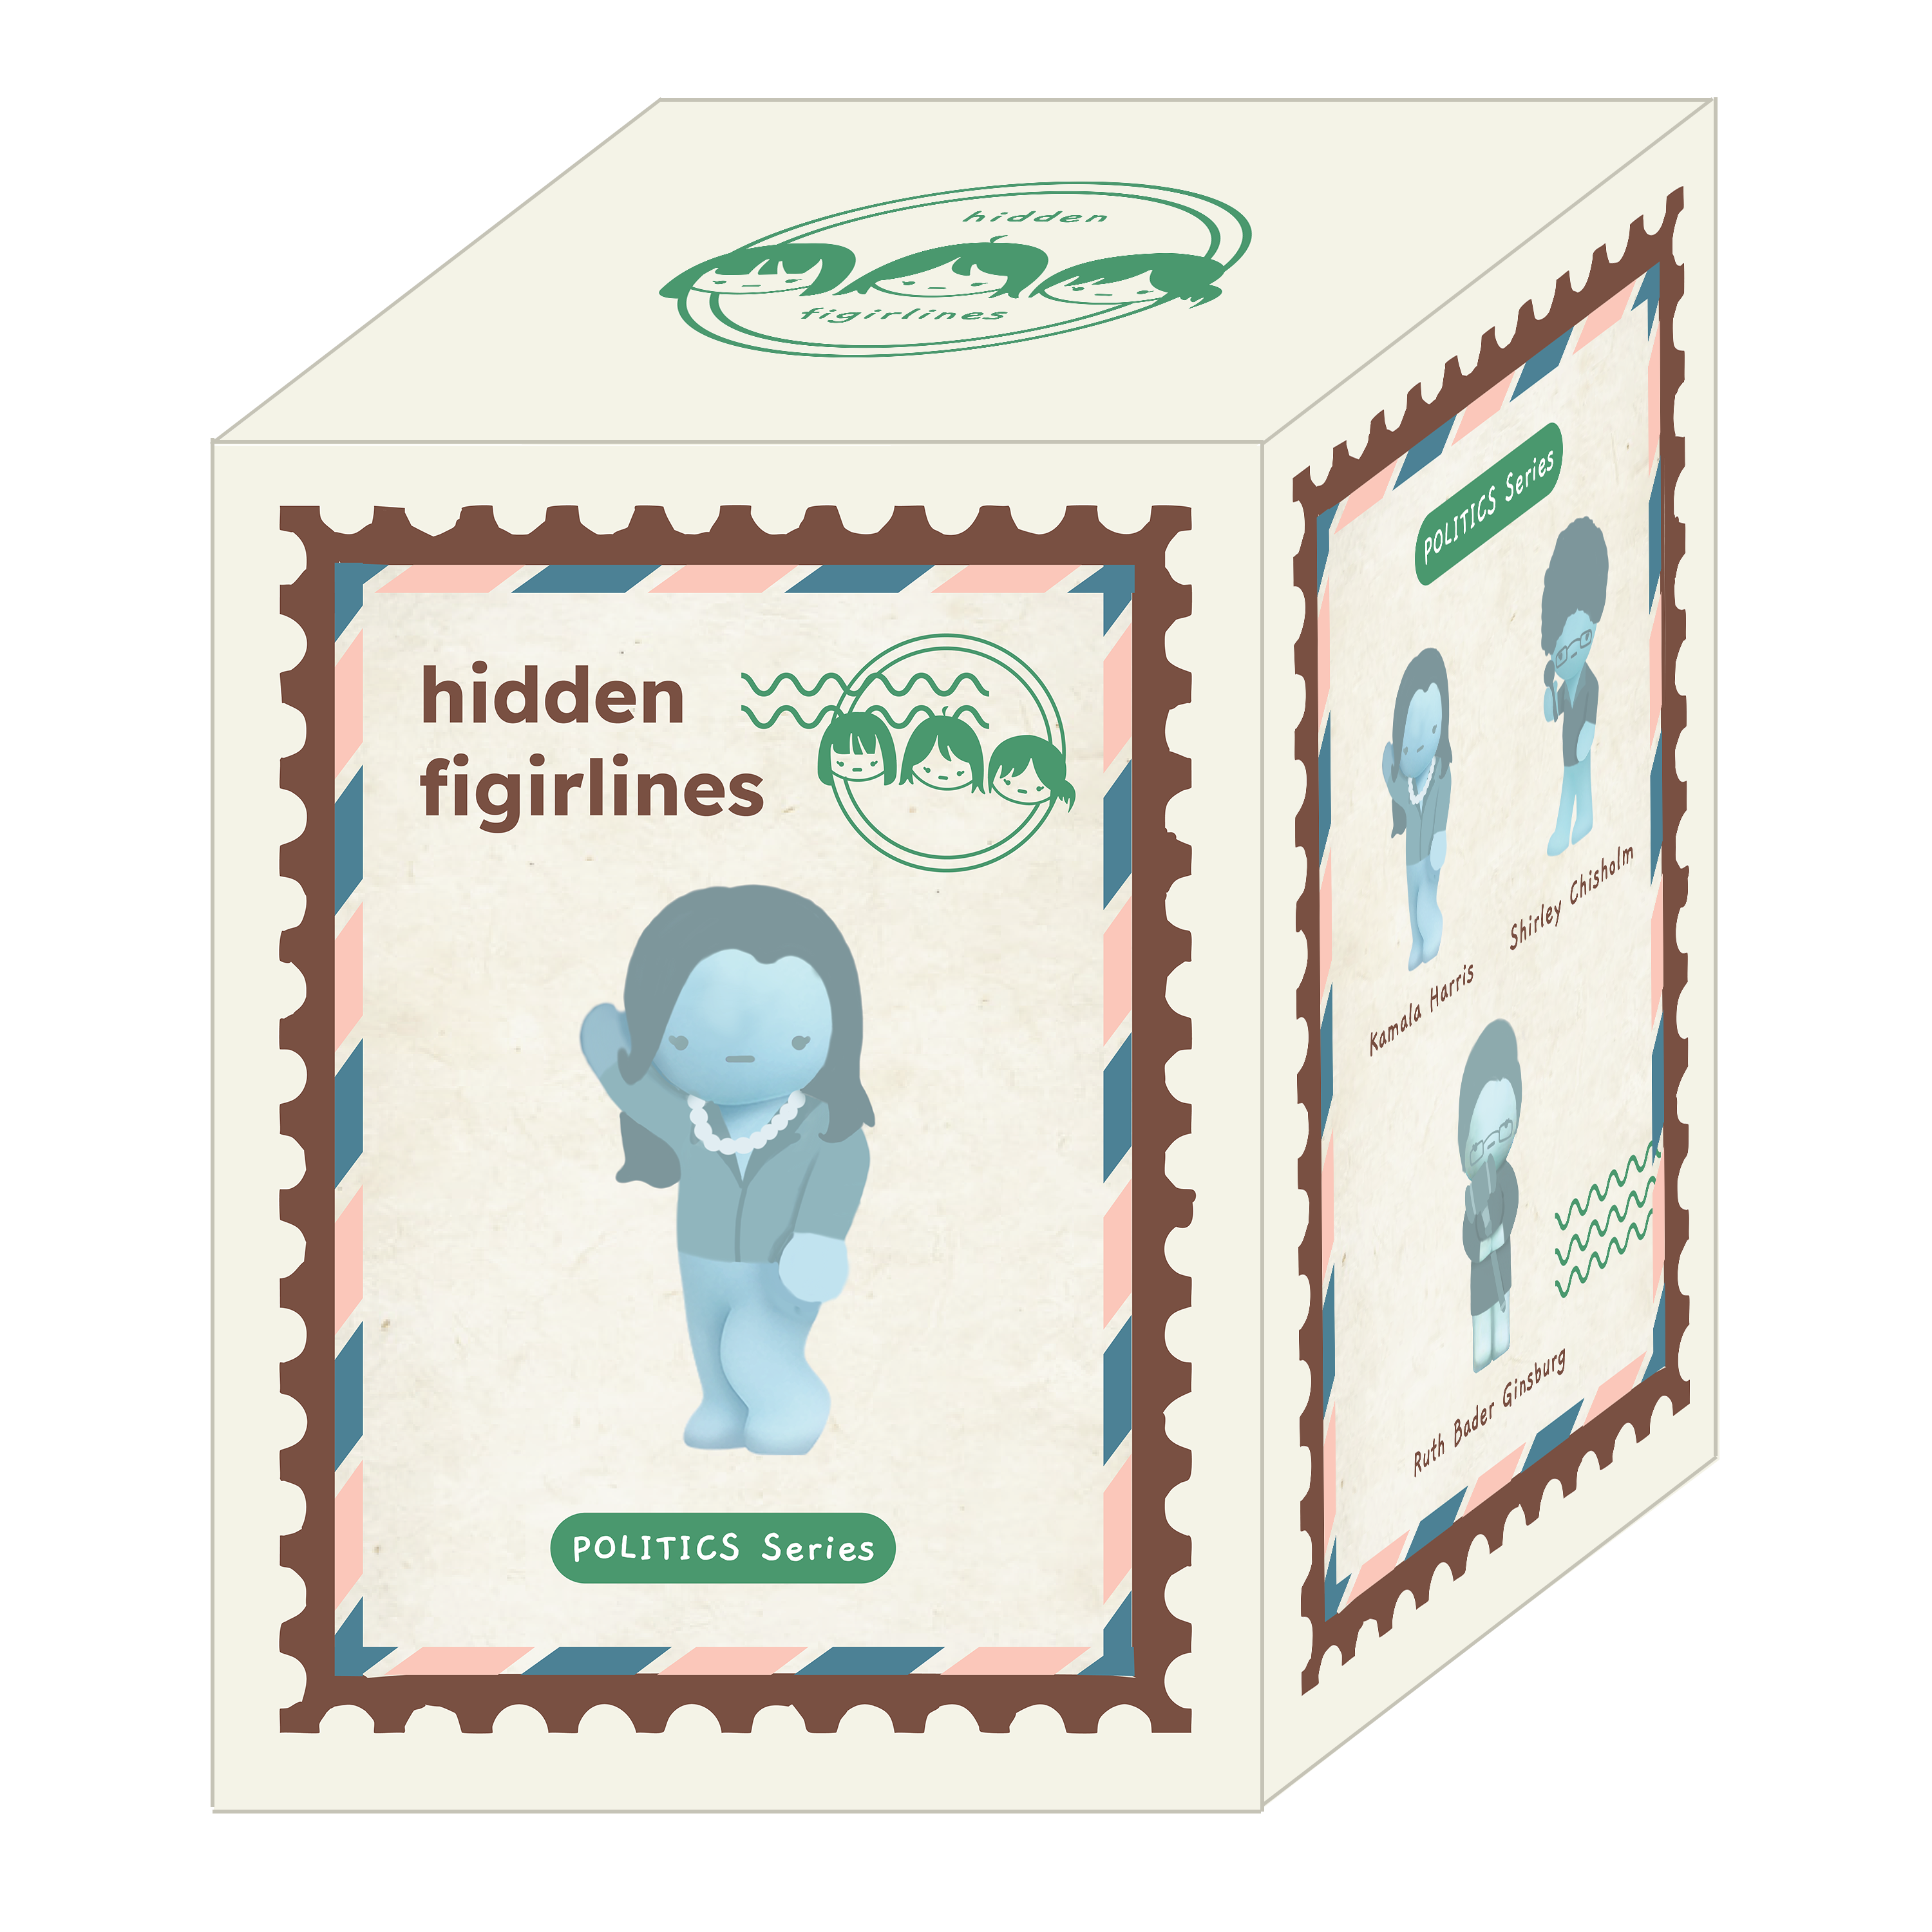 hidden
figirlines
hidden
figirlines
POLITICS Series
POLITICS Series
Kamala Harris
Shirley Chisholm
Ruth Bader Ginsburg